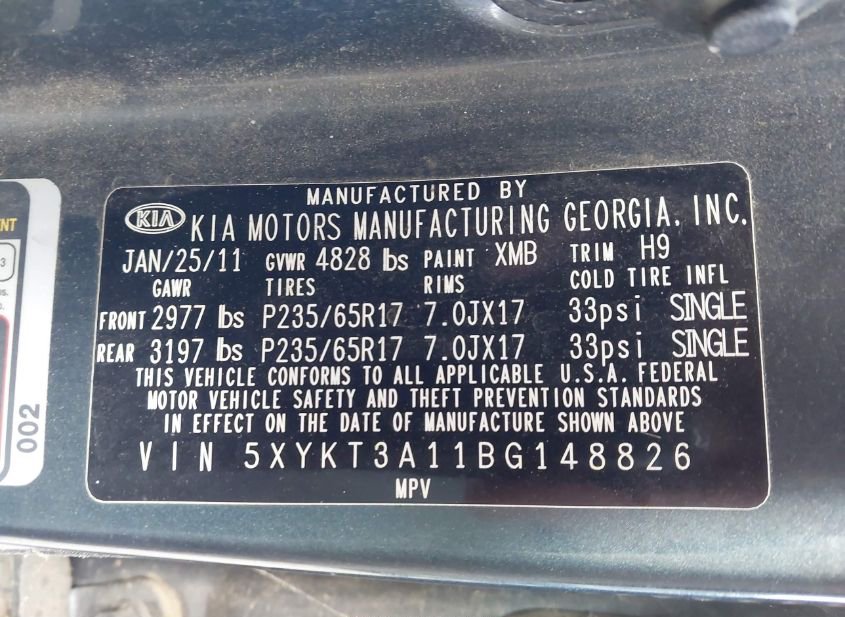 MANUFACTURED BY
KIA KIA MOTORS MANUFACTURING GEORGIA, INC.
JAN/25/11 GVWR 4828 lbs PAINT XMB TRIM H9
GAWR TIRES RIMS COLD TIRE INFL
FRONT 2977 lbs P235/65R17 7.0JX17 33psi SINGLE
REAR 3197 lbs P235/65R17 7.0JX17 33psi SINGLE
THIS VEHICLE CONFORMS TO ALL APPLICABLE U.S.A. FEDERAL
MOTOR VEHICLE SAFETY AND THEFT PREVENTION STANDARDS
IN EFFECT ON THE DATE OF MANUFACTURE SHOWN ABOVE
VIN 5XYKT3A11BG148826
MPV
002
3